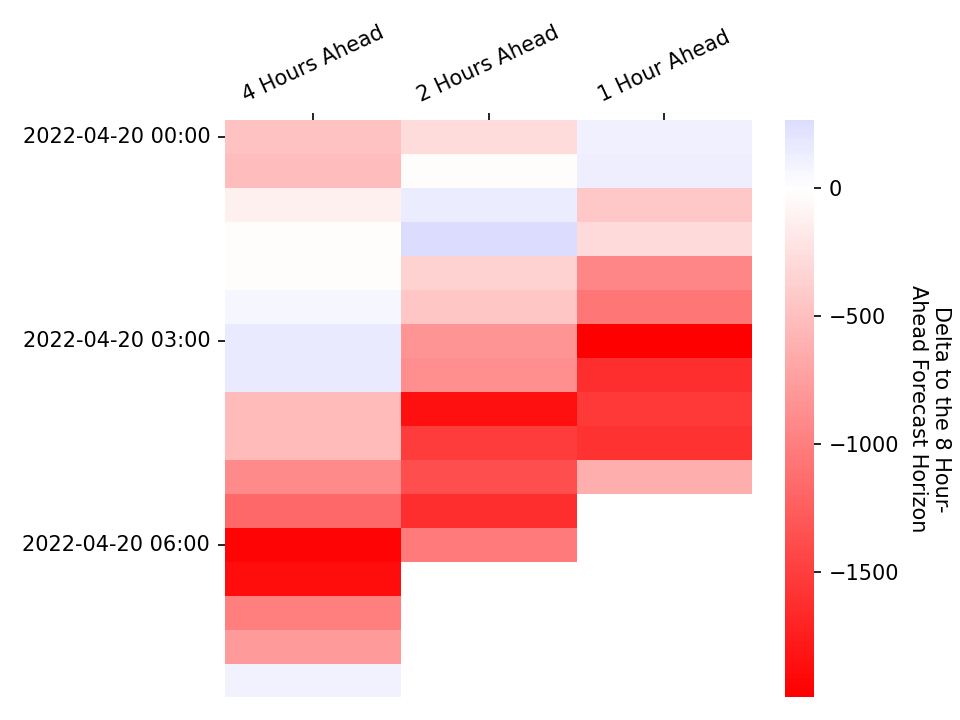 4 Hours Ahead
2 Hours Ahead
1 Hour Ahead
2022-04-20 00:00
2022-04-20 03:00
2022-04-20 06:00
0
−500
−1000
−1500
Delta to the 8 Hour-
Ahead Forecast Horizon